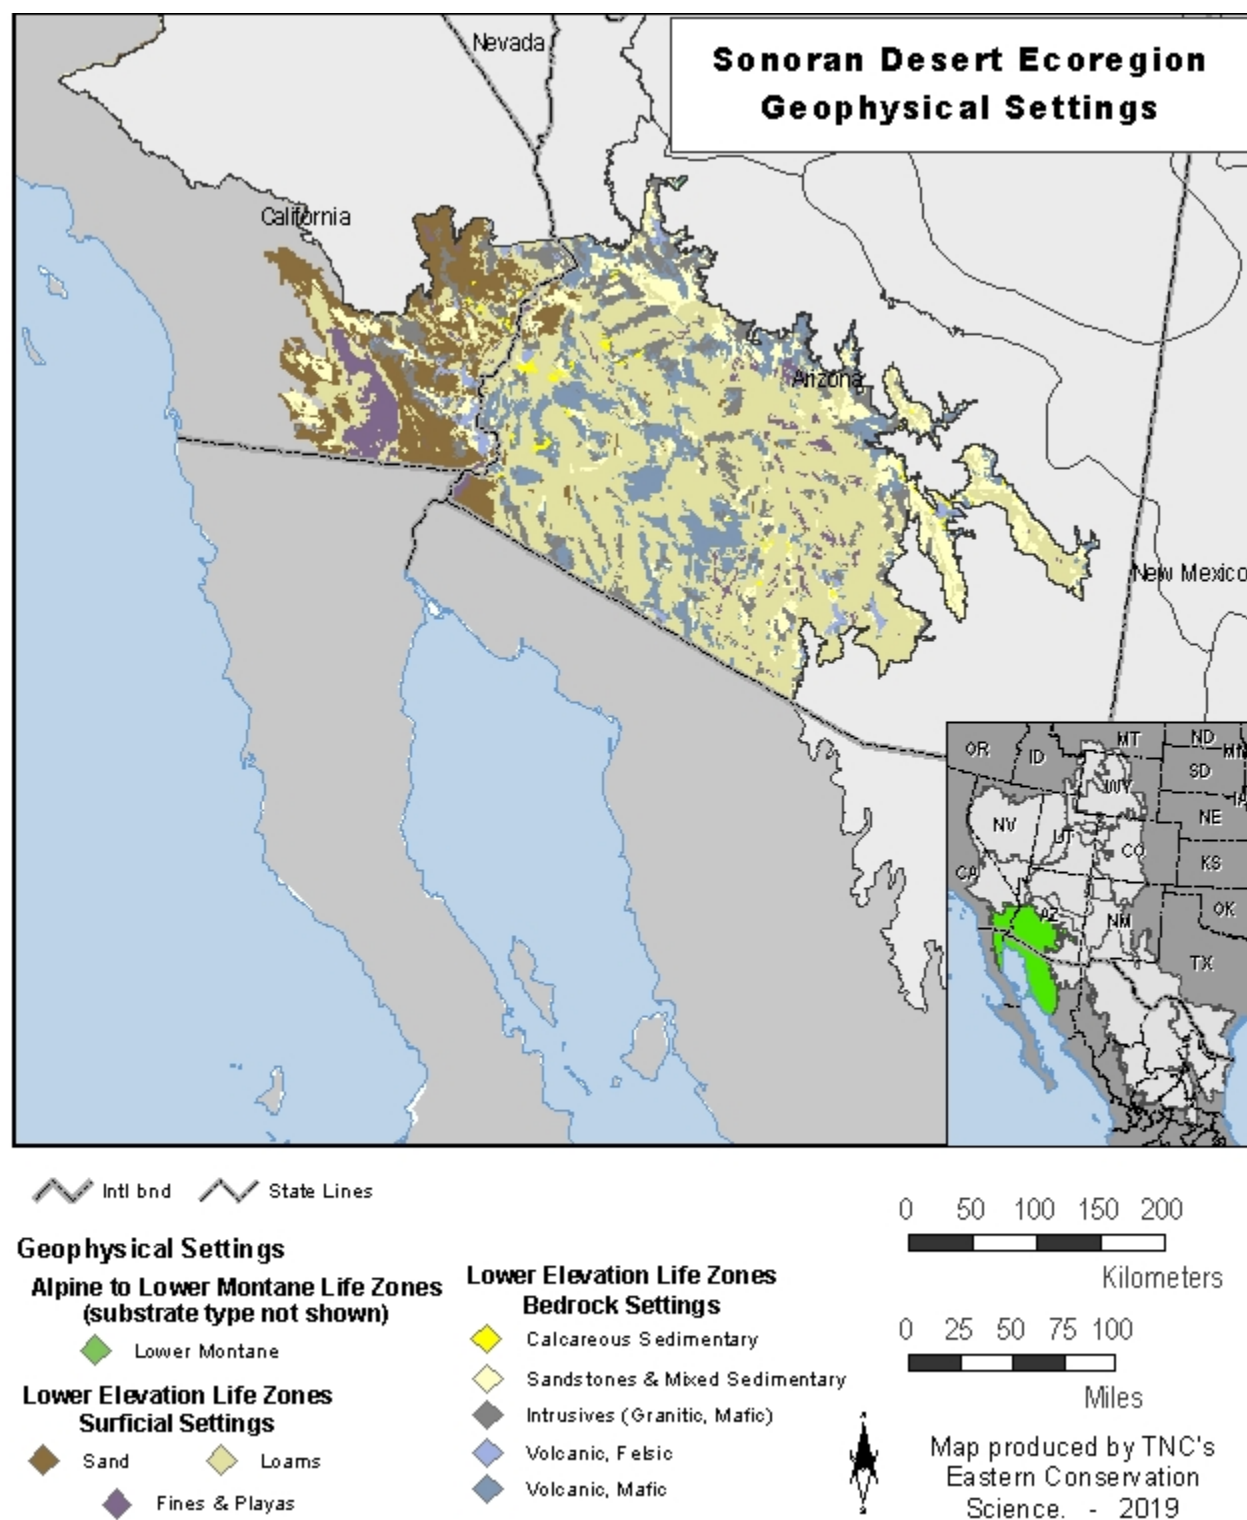 Sonoran Desert Ecoregion
Geophysical Settings
Nevada
California
Arizona
New Mexico
OR
ID
MT
ND
MN
SD
WY
IA
NE
NV
UT
CO
KS
CA
AZ
NM
OK
TX
Intl bnd
State Lines
Geophysical Settings
Alpine to Lower Montane Life Zones
(substrate type not shown)
Lower Montane
Lower Elevation Life Zones
Surficial Settings
Sand
Loams
Fines & Playas
Lower Elevation Life Zones
Bedrock Settings
Calcareous Sedimentary
Sandstones & Mixed Sedimentary
Intrusives (Granitic, Mafic)
Volcanic, Felsic
Volcanic, Mafic
0 50 100 150 200
Kilometers
0 25 50 75 100
Miles
Map produced by TNC's
Eastern Conservation
Science. - 2019